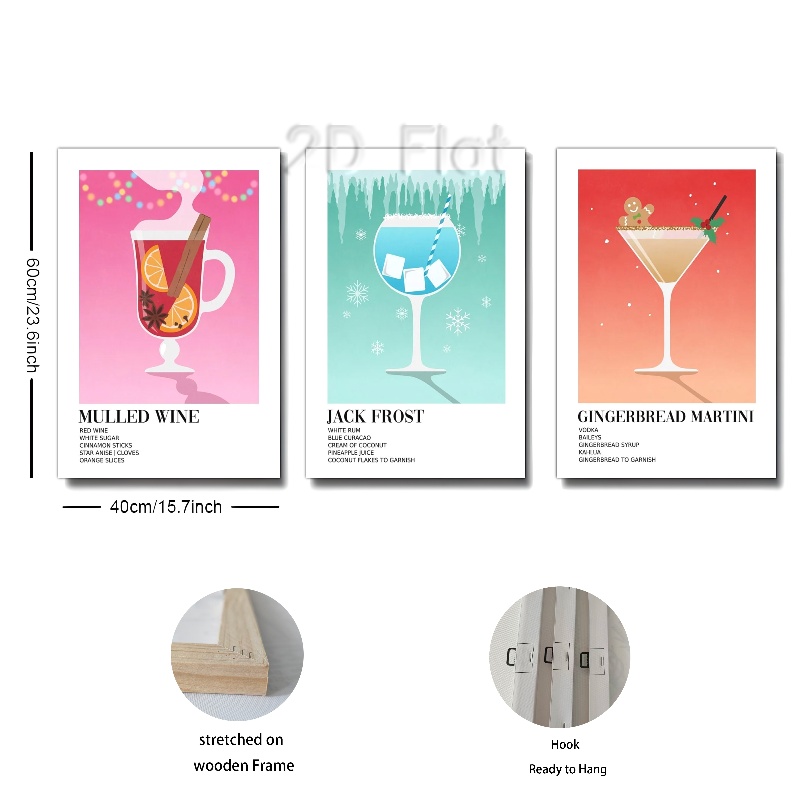 2D Flat
60cm/23.6inch
MULLED WINE
RED WINE
WHITE SUGAR
CINNAMON STICKS
STAR ANISE | CLOVES
ORANGE SLICES
JACK FROST
WHITE RUM
BLUE CURACAO
CREAM OF COCONUT
PINEAPPLE JUICE
COCONUT FLAKES TO GARNISH
GINGERBREAD MARTINI
VODKA
BAILEYS
GINGERBREAD SYRUP
KAHLUA
GINGERBREAD TO GARNISH
40cm/15.7inch
stretched on
wooden Frame
Hook
Ready to Hang